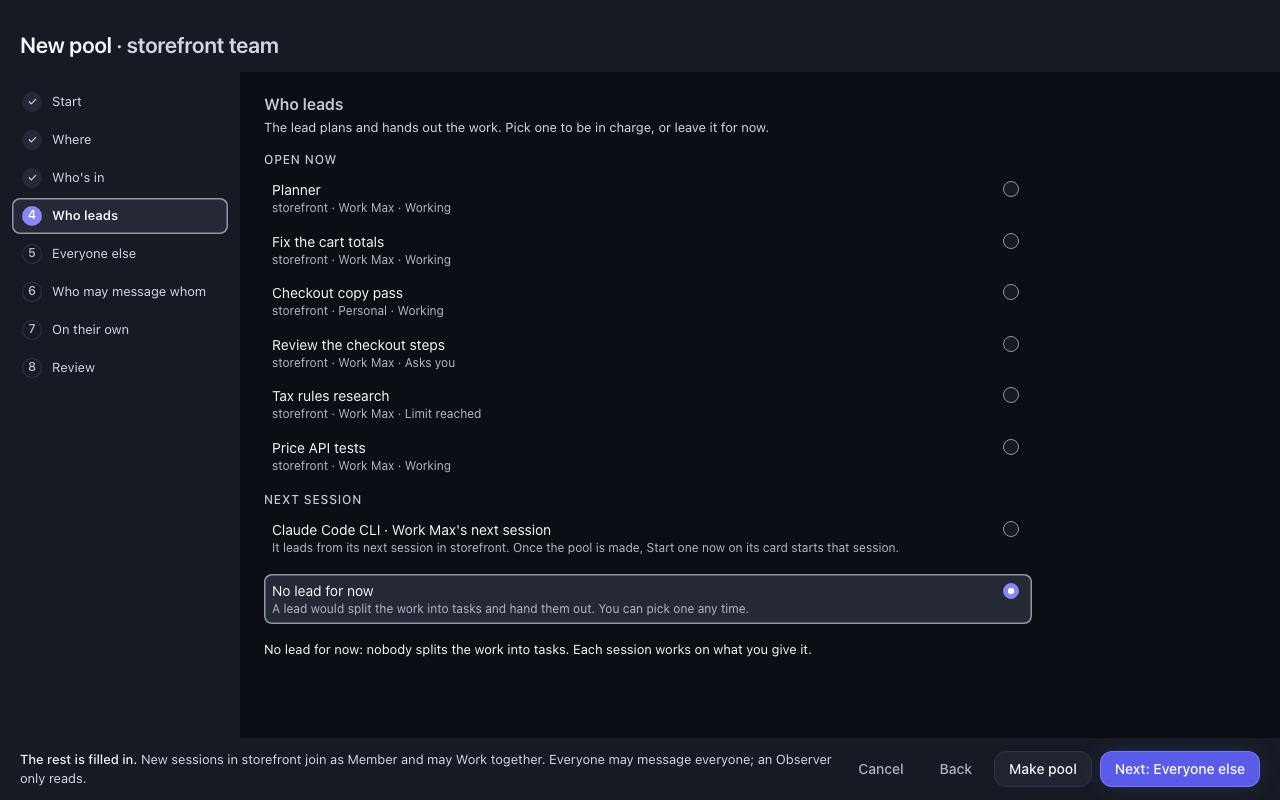 New pool · storefront team
Start
Where
Who's in
4 Who leads
5 Everyone else
6 Who may message whom
7 On their own
8 Review
Who leads
The lead plans and hands out the work. Pick one to be in charge, or leave it for now.
OPEN NOW
Planner
storefront · Work Max · Working
Fix the cart totals
storefront · Work Max · Working
Checkout copy pass
storefront · Personal · Working
Review the checkout steps
storefront · Work Max · Asks you
Tax rules research
storefront · Work Max · Limit reached
Price API tests
storefront · Work Max · Working
NEXT SESSION
Claude Code CLI · Work Max's next session
It leads from its next session in storefront. Once the pool is made, Start one now on its card starts that session.
No lead for now
A lead would split the work into tasks and hand them out. You can pick one any time.
No lead for now: nobody splits the work into tasks. Each session works on what you give it.
The rest is filled in. New sessions in storefront join as Member and may Work together. Everyone may message everyone; an Observer
only reads.
Cancel
Back
Make pool
Next: Everyone else